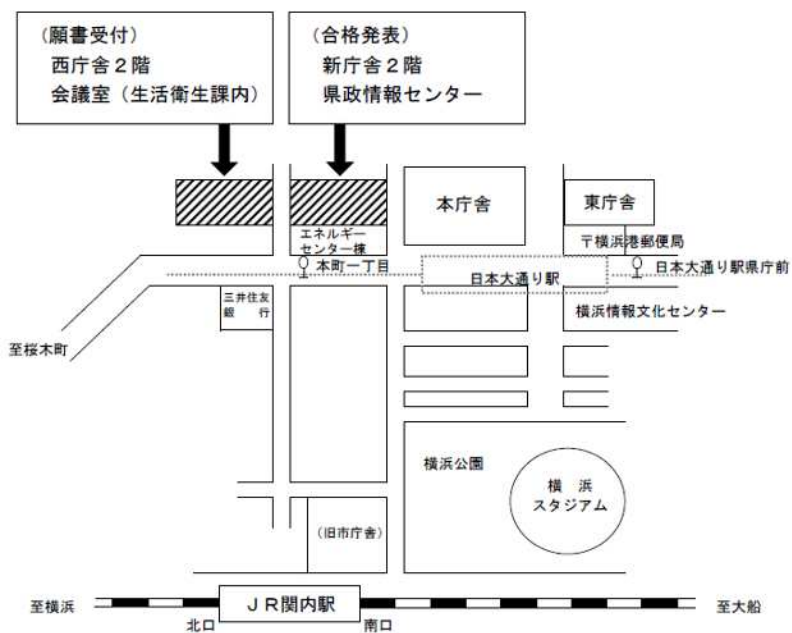 (願書受付)
西庁舎２階
会議室（生活衛生課内）
(合格発表)
新庁舎２階
県政情報センター
本庁舎
東庁舎
エネルギー
センター棟
〒横浜港郵便局
本町一丁目
日本大通り駅
日本大通り駅県庁前
三井住友
銀　行
横浜情報文化センター
至桜木町
横浜公園
横　浜
スタジアム
（旧市庁舎）
至横浜
ＪＲ関内駅
至大船
北口
南口